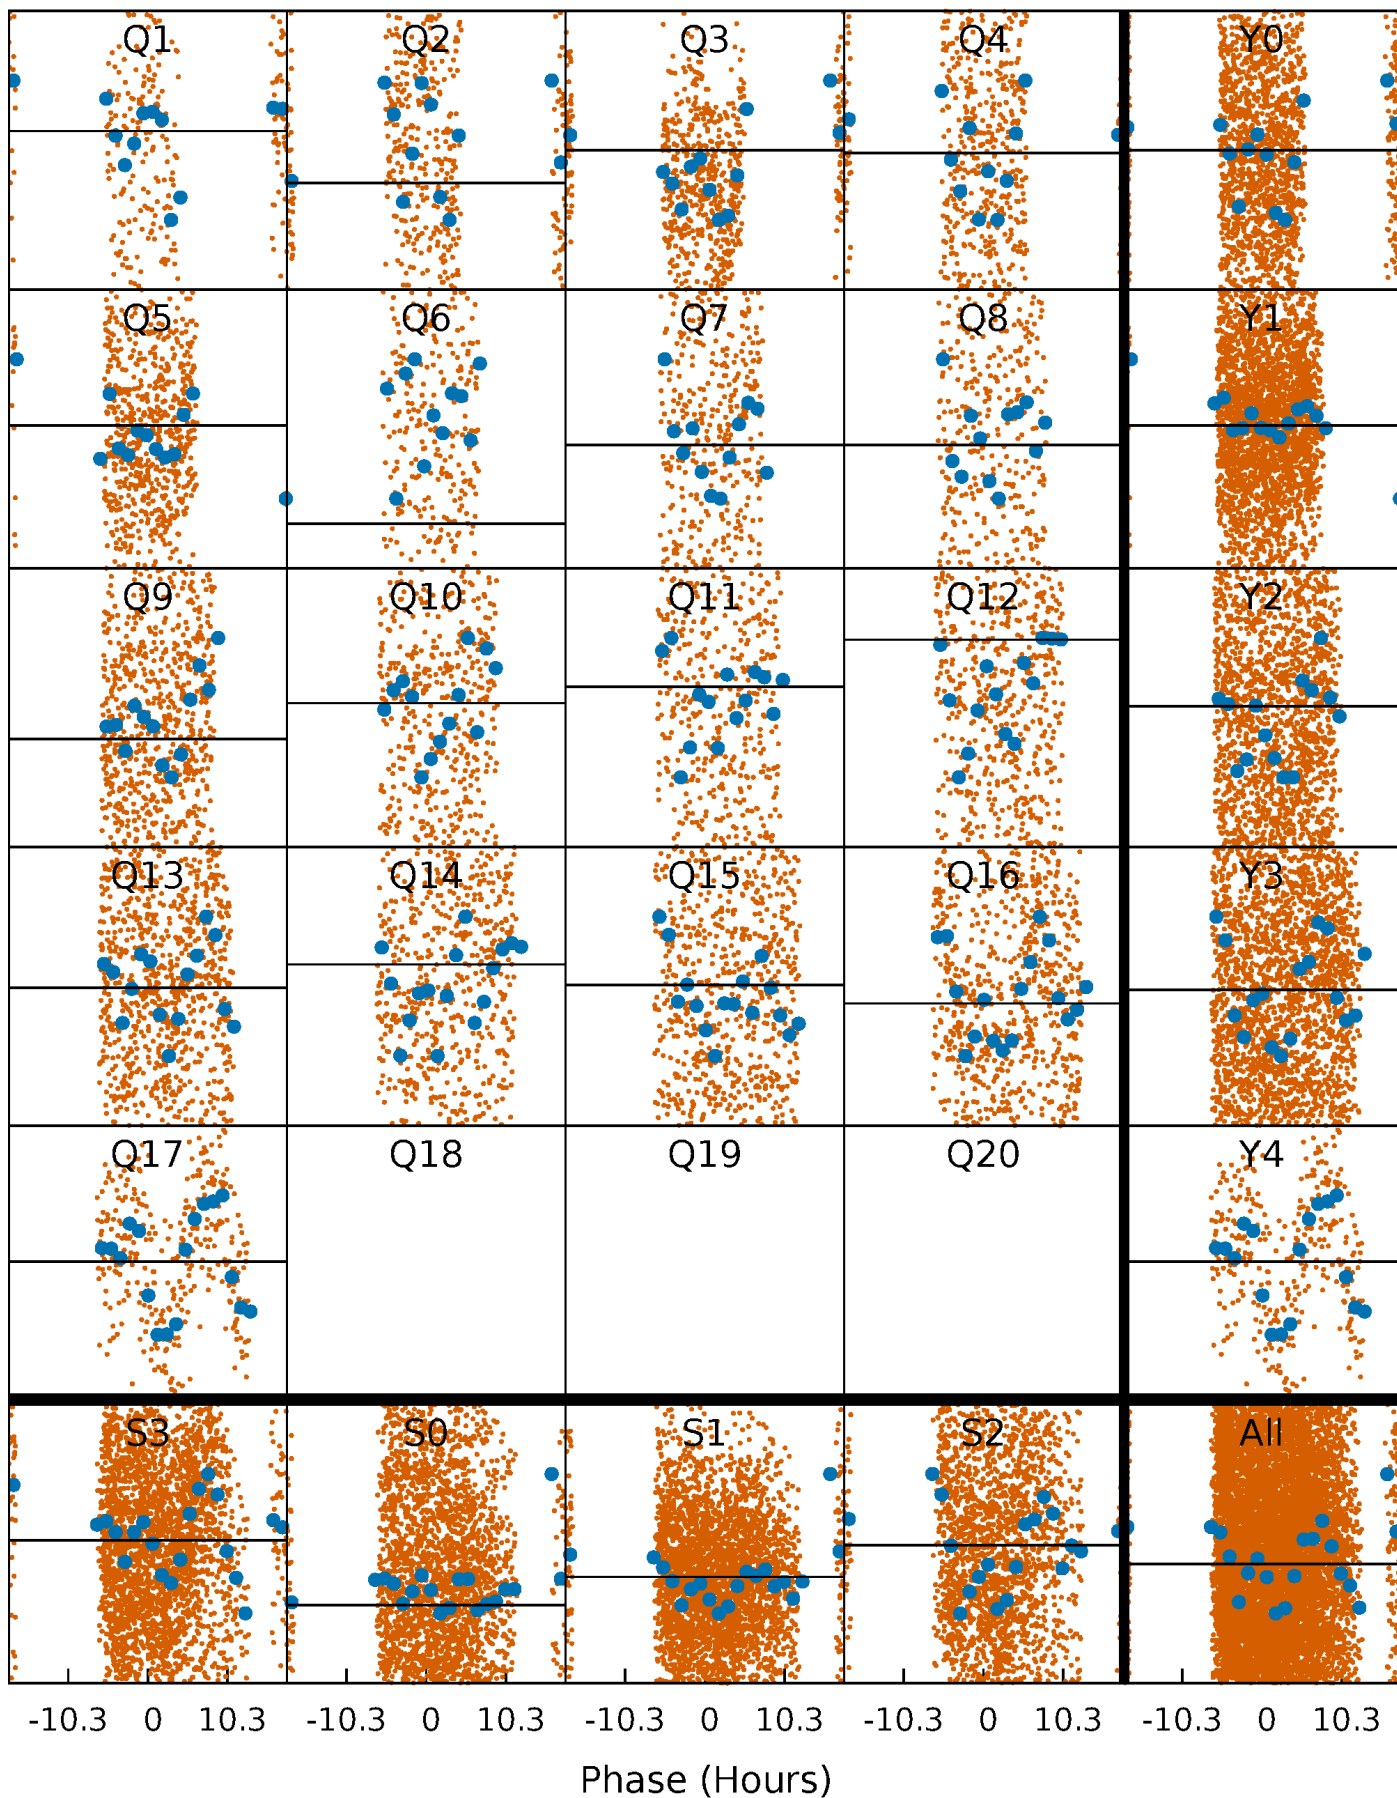 Q1 Q2 Q3 Q4 Y0
Q5 Q6 Q7 Q8 Y1
Q9 Q10 Q11 Q12 Y2
Q13 Q14 Q15 Q16 Y3
Q17 Q18 Q19 Q20 Y4
S3 S0 S1 S2 All
-10.3 0 10.3 -10.3 0 10.3 -10.3 0 10.3 -10.3 0 10.3 -10.3 0 10.3
Phase (Hours)